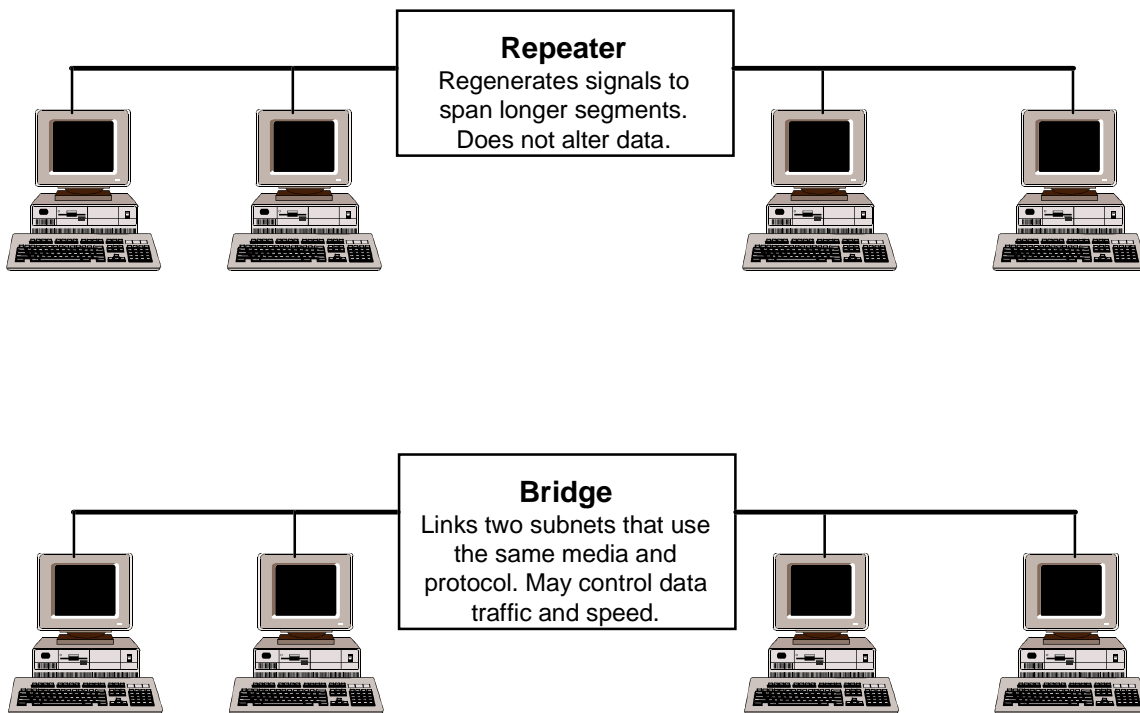 Repeater
Regenerates signals to
span longer segments.
Does not alter data.
Bridge
Links two subnets that use
the same media and
protocol. May control data
traffic and speed.